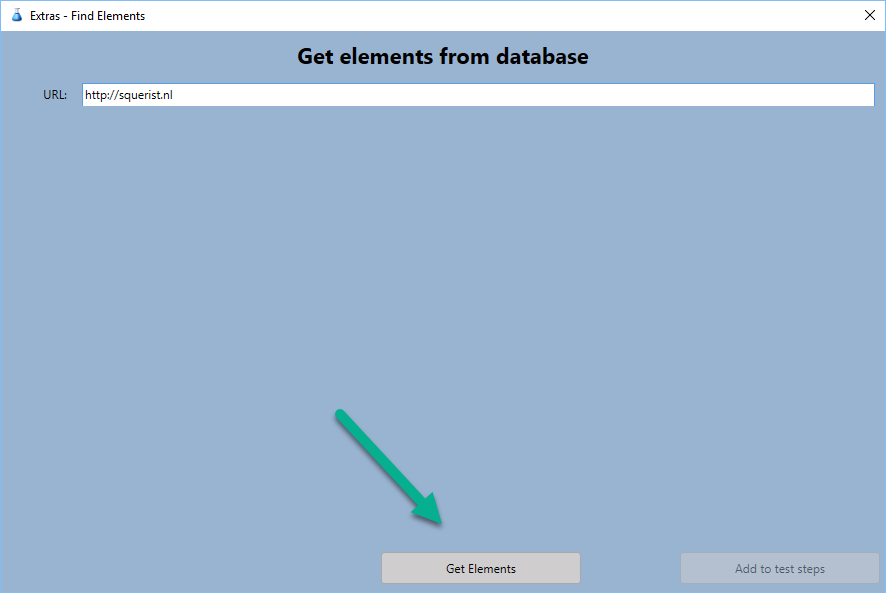 Extras - Find Elements
Get elements from database
URL: http://squerist.nl
Get Elements
Add to test steps